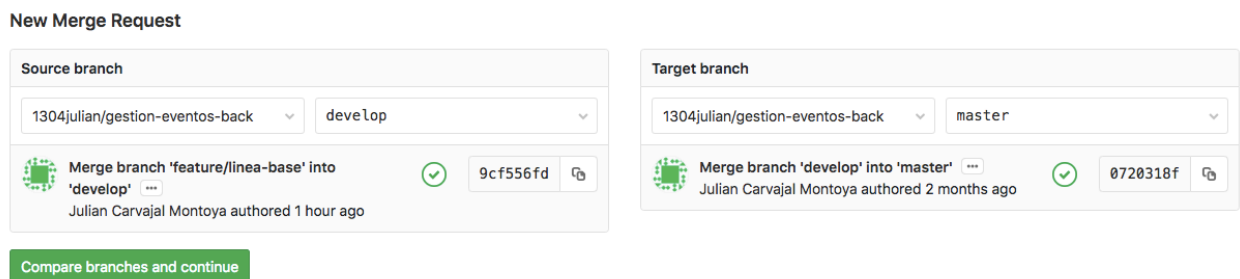 New Merge Request
Source branch
1304julian/gestion-eventos-back
develop
Merge branch 'feature/linea-base' into
'develop' ...
9cf556fd
Julian Carvajal Montoya authored 1 hour ago
Target branch
1304julian/gestion-eventos-back
master
Merge branch 'develop' into 'master' ...
0720318f
Julian Carvajal Montoya authored 2 months ago
Compare branches and continue